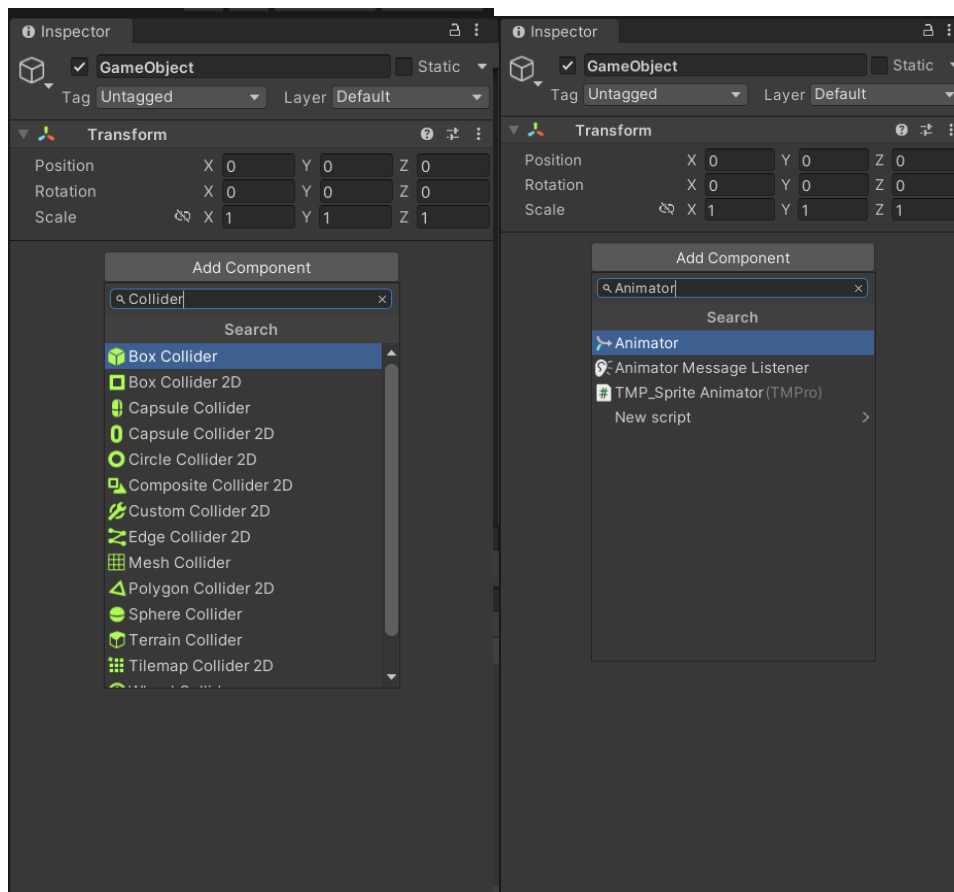 Inspector
GameObject
Static
Tag Untagged
Layer Default
Transform
Position X 0 Y 0 Z 0
Rotation X 0 Y 0 Z 0
Scale X 1 Y 1 Z 1
Add Component
Collider
Search
Box Collider
Box Collider 2D
Capsule Collider
Capsule Collider 2D
Circle Collider 2D
Composite Collider 2D
Custom Collider 2D
Edge Collider 2D
Mesh Collider
Polygon Collider 2D
Sphere Collider
Terrain Collider
Tilemap Collider 2D
Inspector
GameObject
Static
Tag Untagged
Layer Default
Transform
Position X 0 Y 0 Z 0
Rotation X 0 Y 0 Z 0
Scale X 1 Y 1 Z 1
Add Component
Animator
Search
Animator
Animator Message Listener
TMP_Sprite Animator (TMPro)
New script